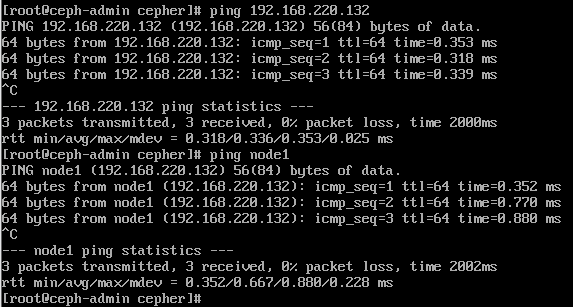 [root@ceph-admin cepher]# ping 192.168.220.132
PING 192.168.220.132 (192.168.220.132) 56(84) bytes of data.
64 bytes from 192.168.220.132: icmp_seq=1 ttl=64 time=0.353 ms
64 bytes from 192.168.220.132: icmp_seq=2 ttl=64 time=0.318 ms
64 bytes from 192.168.220.132: icmp_seq=3 ttl=64 time=0.339 ms
^C
--- 192.168.220.132 ping statistics ---
3 packets transmitted, 3 received, 0% packet loss, time 2000ms
rtt min/avg/max/mdev = 0.318/0.336/0.353/0.025 ms
[root@ceph-admin cepher]# ping node1
PING node1 (192.168.220.132) 56(84) bytes of data.
64 bytes from node1 (192.168.220.132): icmp_seq=1 ttl=64 time=0.352 ms
64 bytes from node1 (192.168.220.132): icmp_seq=2 ttl=64 time=0.770 ms
64 bytes from node1 (192.168.220.132): icmp_seq=3 ttl=64 time=0.880 ms
^C
--- node1 ping statistics ---
3 packets transmitted, 3 received, 0% packet loss, time 2002ms
rtt min/avg/max/mdev = 0.352/0.667/0.880/0.228 ms
[root@ceph-admin cepher]#